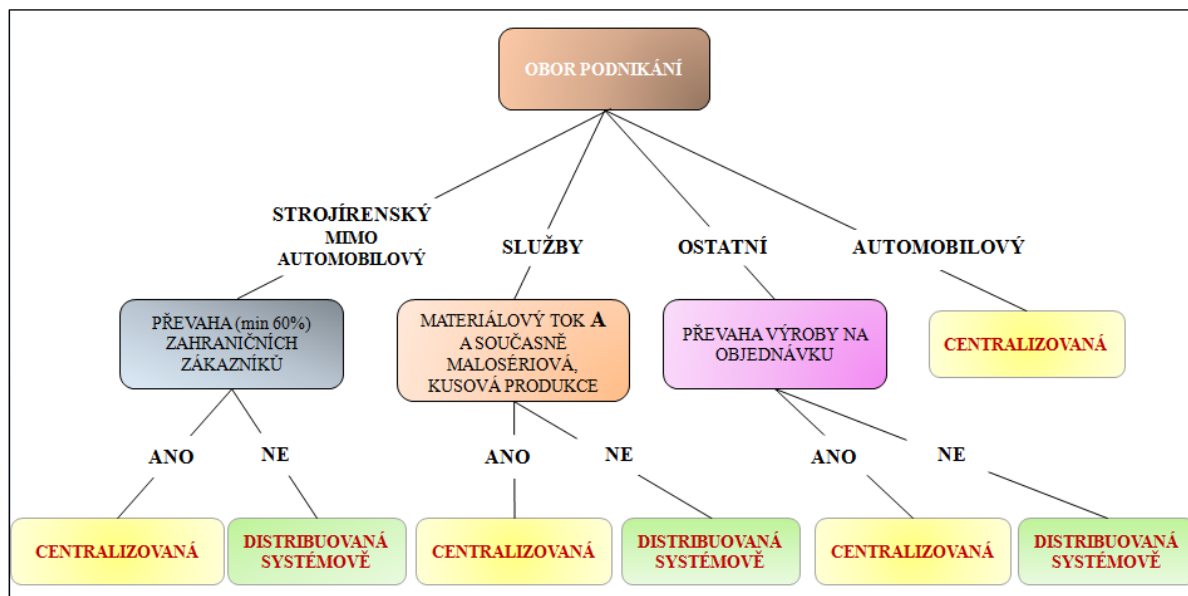 OBOR PODNIKÁNÍ
STROJÍRENSKÝ
MIMO
AUTOMOBILOVÝ
SLUŽBY
OSTATNÍ
AUTOMOBILOVÝ
PŘEVAHA (min 60%)
ZAHRANIČNÍCH
ZÁKAZNÍKŮ
MATERIÁLOVÝ TOK A
A SOUČASNĚ
MALOSÉRIOVÁ,
KUSOVÁ PRODUKCE
PŘEVAHA VÝROBY NA
OBJEDNÁVKU
CENTRALIZOVANÁ
ANO
NE
ANO
NE
ANO
NE
CENTRALIZOVANÁ
DISTRIBUOVANÁ
SYSTÉMOVĚ
CENTRALIZOVANÁ
DISTRIBUOVANÁ
SYSTÉMOVĚ
CENTRALIZOVANÁ
DISTRIBUOVANÁ
SYSTÉMOVĚ